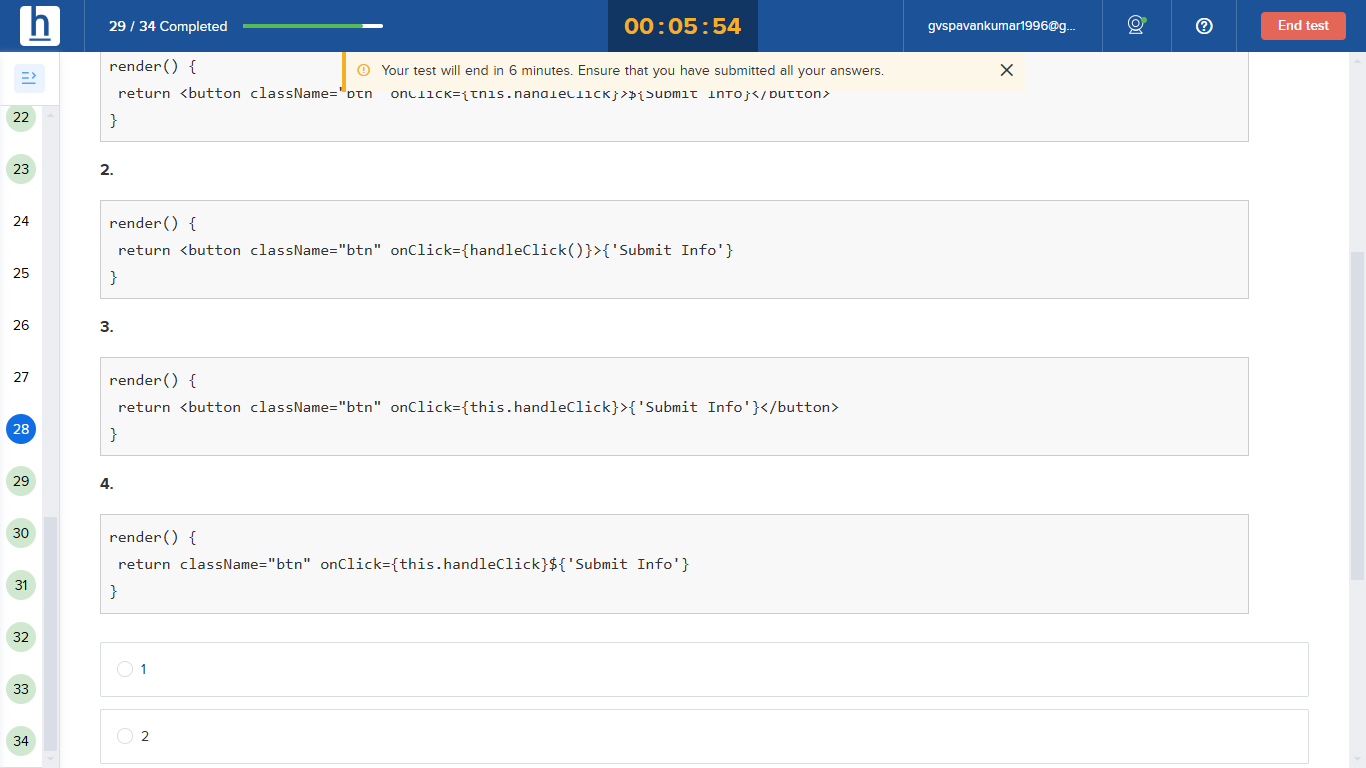 h
29 / 34 Completed
00:05:54
gvspavankumar1996@g...
End test
Your test will end in 6 minutes. Ensure that you have submitted all your answers.
render() {
return <button className="btn" onClick={this.handleClick}>${Submit Info}</button>
}
2.
render() {
return <button className="btn" onClick={handleClick()}>{'Submit Info'}
}
3.
render() {
return <button className="btn" onClick={this.handleClick}>{'Submit Info'}</button>
}
4.
render() {
return className="btn" onClick={this.handleClick}${'Submit Info'}
}
1
2
22
23
24
25
26
27
28
29
30
31
32
33
34